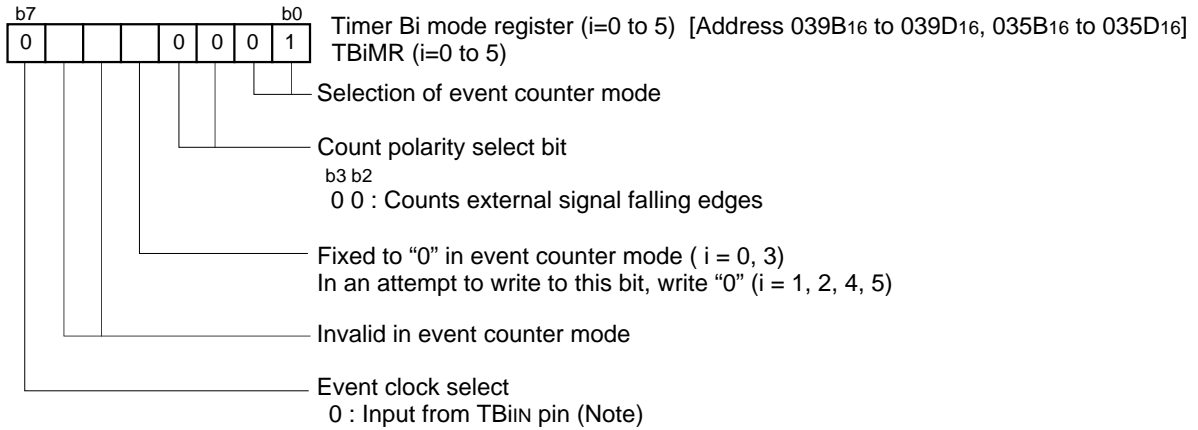 b7 b0
0 0 0 0 1
Timer Bi mode register (i=0 to 5) [Address 039B16 to 039D16, 035B16 to 035D16]
TBiMR (i=0 to 5)
Selection of event counter mode
Count polarity select bit
b3 b2
0 0 : Counts external signal falling edges
Fixed to “0” in event counter mode ( i = 0, 3)
In an attempt to write to this bit, write “0” (i = 1, 2, 4, 5)
Invalid in event counter mode
Event clock select
0 : Input from TBiIN pin (Note)